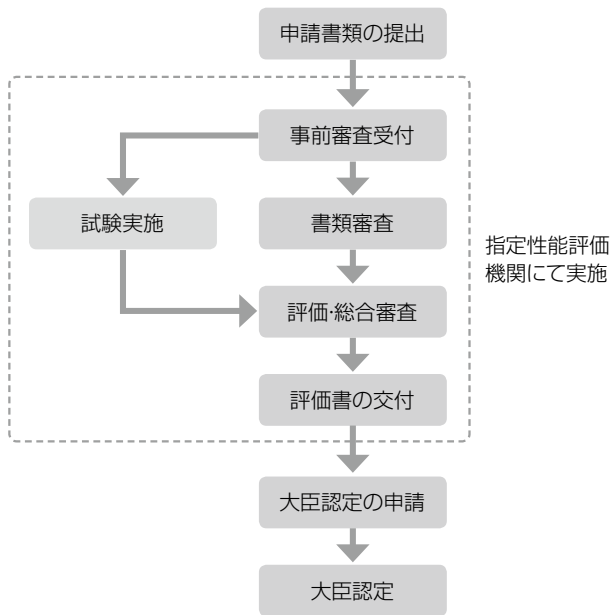 申請書類の提出
事前審査受付
試験実施
書類審査
指定性能評価
機関にて実施
評価・総合審査
評価書の交付
大臣認定の申請
大臣認定